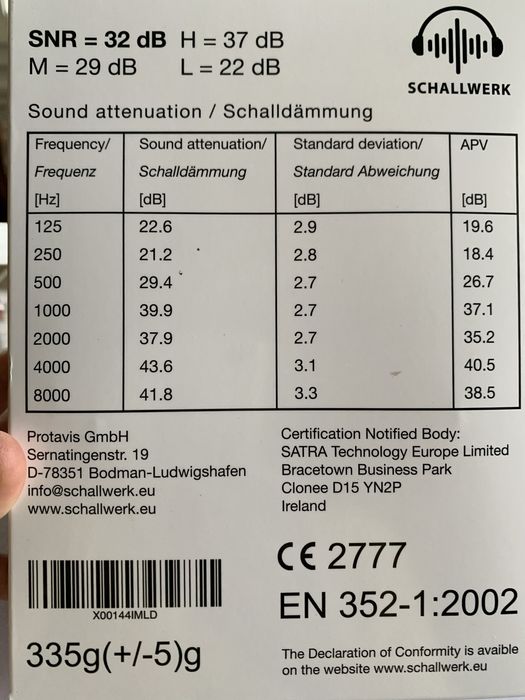 SNR = 32 dB H = 37 dB
M = 29 dB L = 22 dB
SCHALLWERK
Sound attenuation / Schalldämmung
Frequency/ Sound attenuation/ Standard deviation/ APV
Frequenz Schalldämmung Standard Abweichung
[Hz] [dB] [dB] [dB]
125 22.6 2.9 19.6
250 21.2 2.8 18.4
500 29.4 2.7 26.7
1000 39.9 2.7 37.1
2000 37.9 2.7 35.2
4000 43.6 3.1 40.5
8000 41.8 3.3 38.5
Protavis GmbH
Sernatingenstr. 19
D-78351 Bodman-Ludwigshafen
info@schallwerk.eu
www.schallwerk.eu
Certification Notified Body:
SATRA Technology Europe Limited
Bracetown Business Park
Clonee D15 YN2P
Ireland
X00144IMLD
335g(+/-5)g
CE 2777
EN 352-1:2002
The Declaration of Conformity is avaible
on the website www.schallwerk.eu